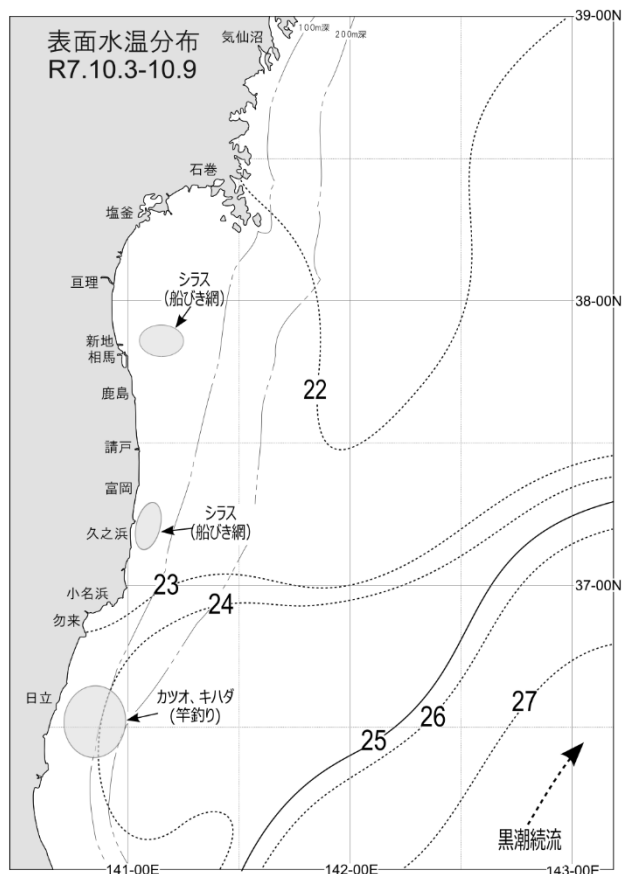 表面水温分布
R7.10.3-10.9
39-00N
気仙沼
100m深
200m深
石巻
塩釜
亘理
シラス
(船びき網)
38-00N
新地
相馬
鹿島
22
請戸
富岡
シラス
(船びき網)
久之浜
37-00N
23
小名浜
24
勿来
日立
カツオ、キハダ
(竿釣り)
27
26
25
黒潮続流
141-00E
142-00E
143-00E